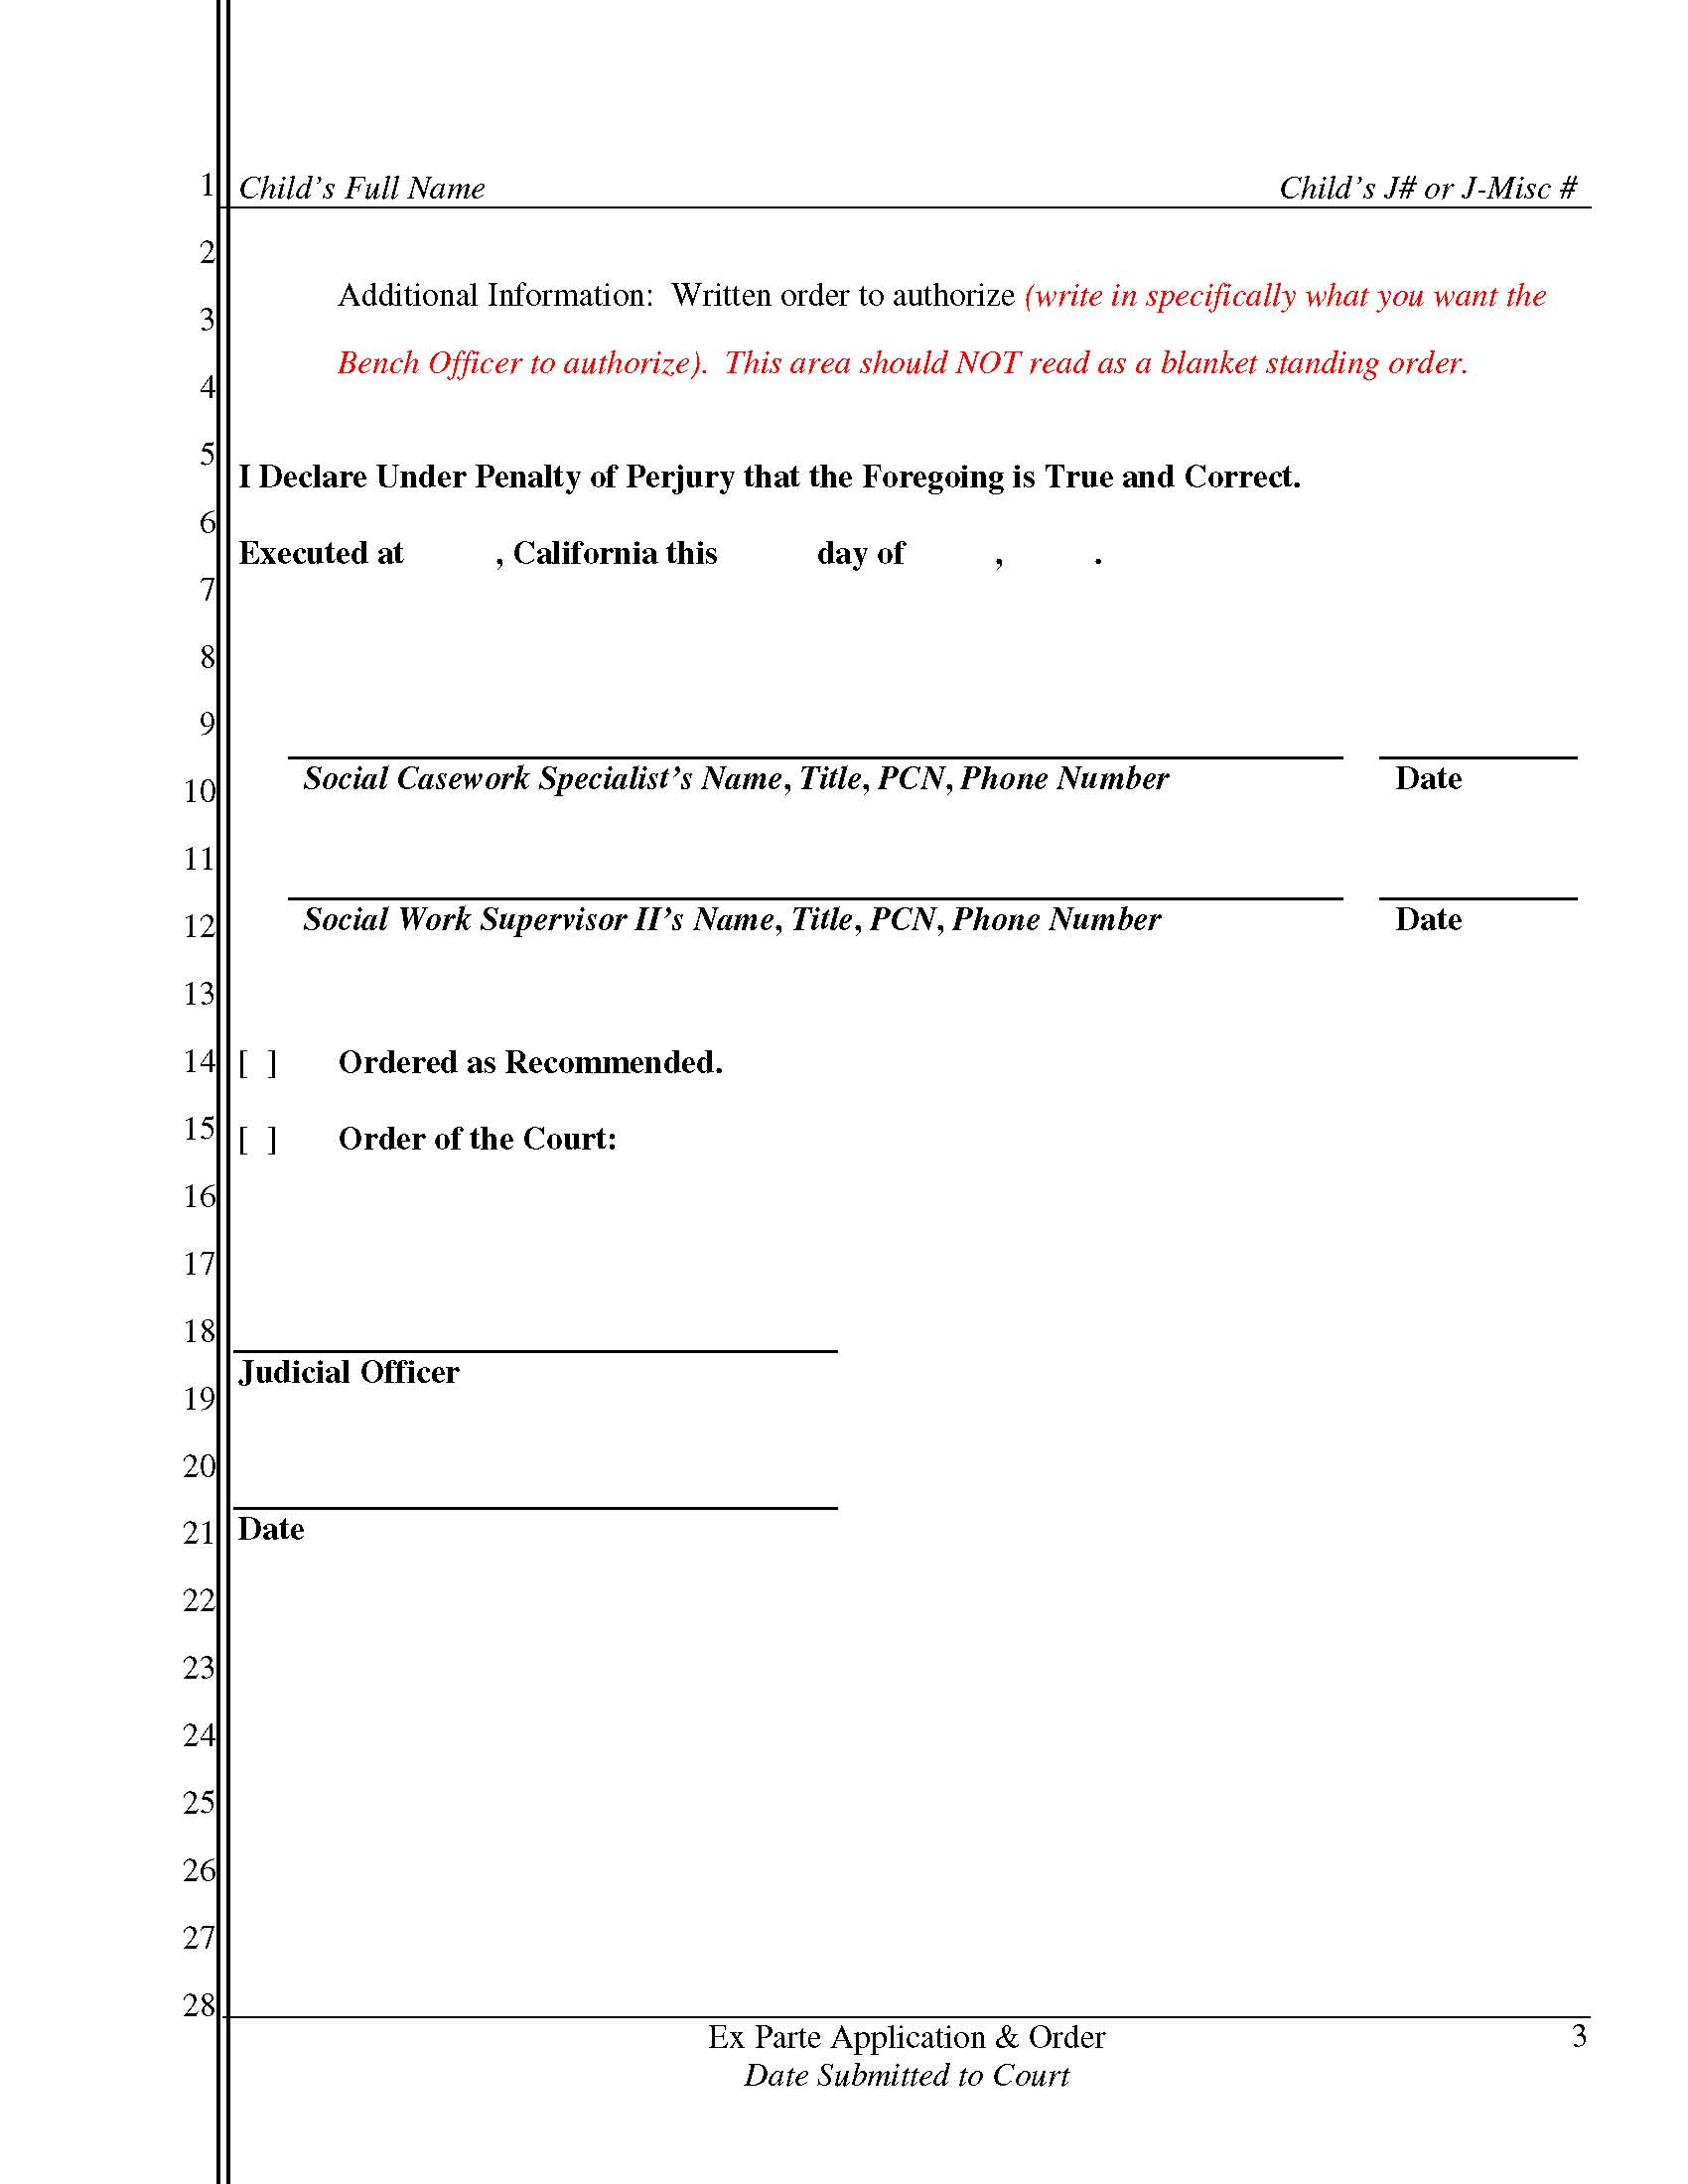 1 Child’s Full Name Child’s J# or J-Misc #
2
Additional Information:  Written order to authorize (write in specifically what you want the
3
Bench Officer to authorize).  This area should NOT read as a blanket standing order.
4
5
I Declare Under Penalty of Perjury that the Foregoing is True and Correct.
6
Executed at , California this day of , .
7
8
9
Social Casework Specialist’s Name, Title, PCN, Phone Number Date
10
11
Social Work Supervisor II’s Name, Title, PCN, Phone Number Date
12
13
14 [ ] Ordered as Recommended.
15 [ ] Order of the Court:
16
17
18
Judicial Officer
19
20
21 Date
22
23
24
25
26
27
28
Ex Parte Application & Order 3
Date Submitted to Court